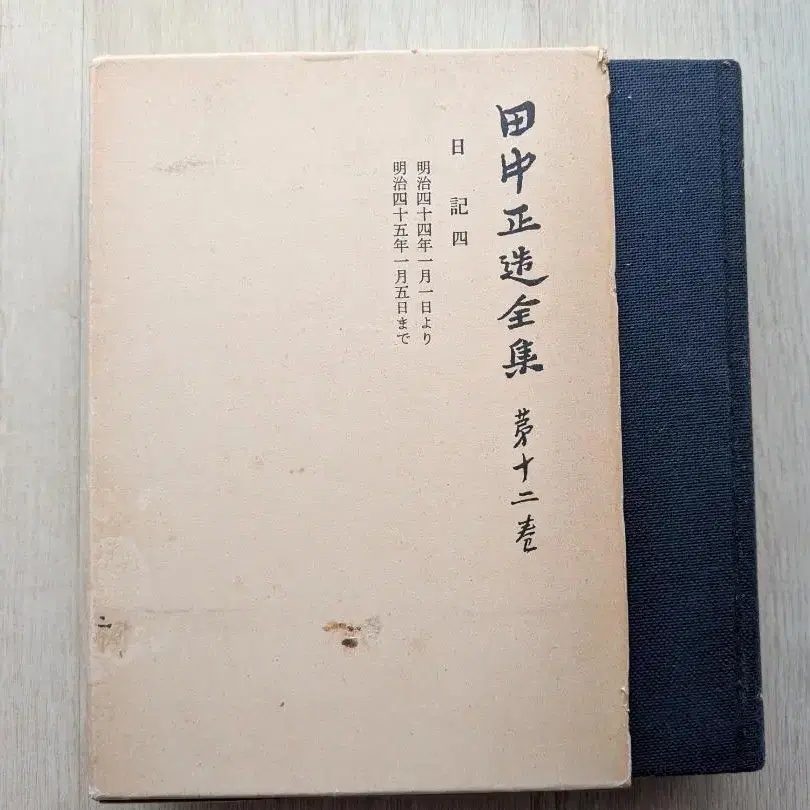 田中正造全集 第十二巻
日記 四
明治四十四年一月一日より
明治四十五年一月五日まで